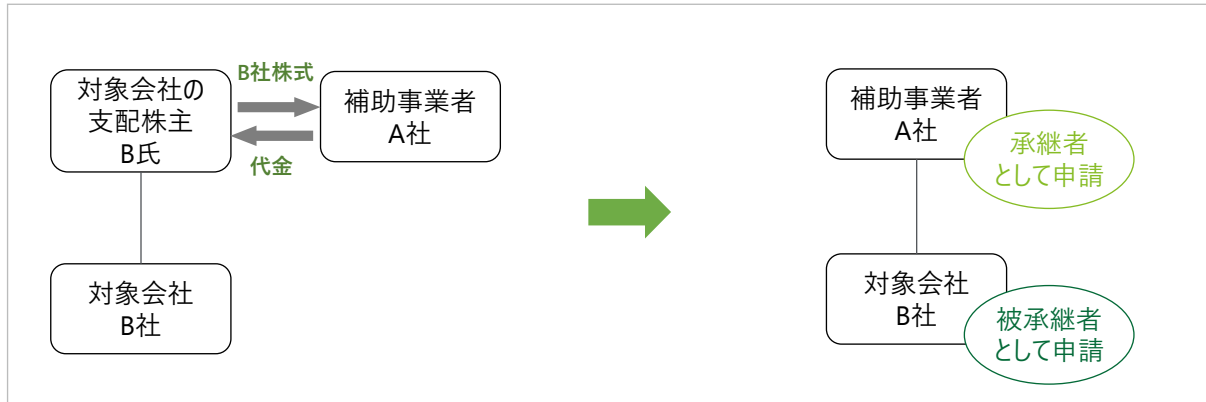 対象会社の
支配株主
B氏
B社株式
代金
補助事業者
A社
対象会社
B社
補助事業者
A社
承継者
として申請
対象会社
B社
被承継者
として申請